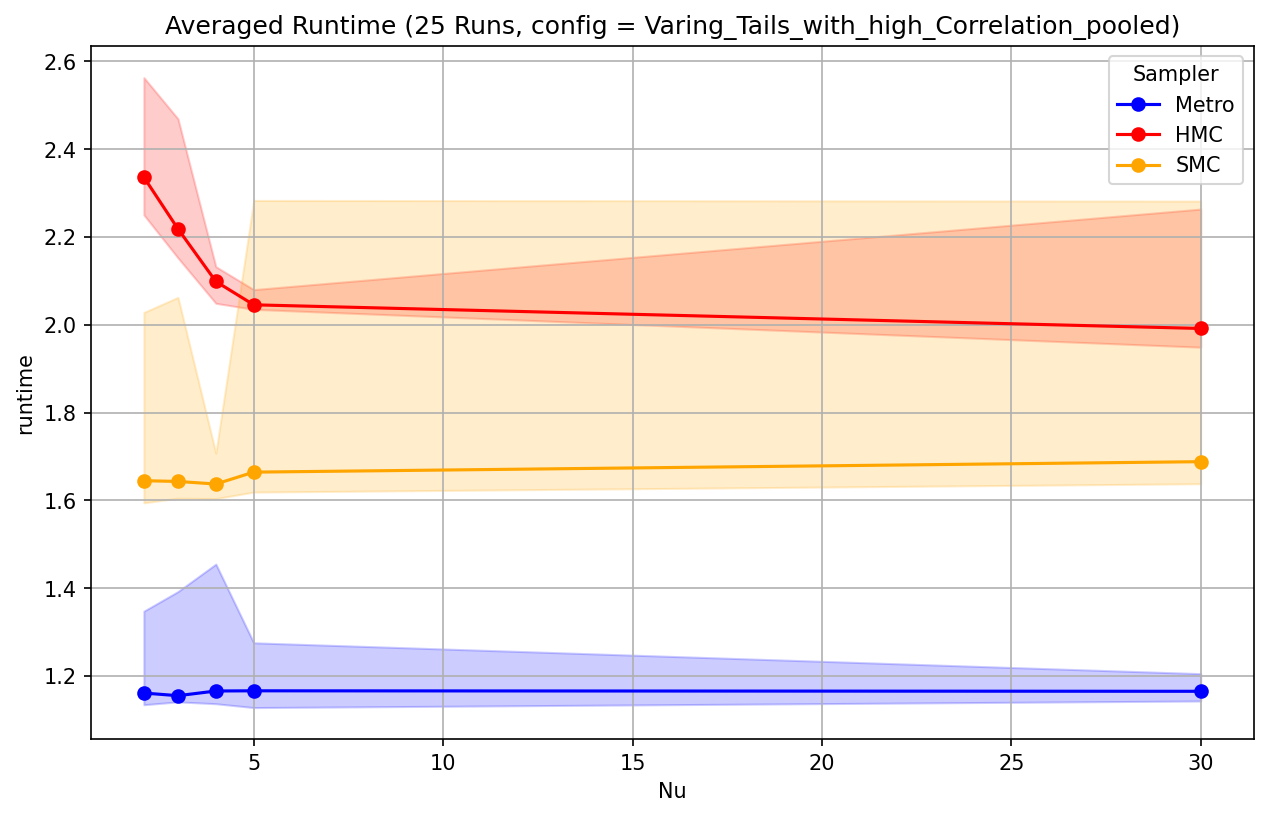 Averaged Runtime (25 Runs, config = Varing_Tails_with_high_Correlation_pooled)
Sampler
Metro
HMC
SMC
runtime
2.6
2.4
2.2
2.0
1.8
1.6
1.4
1.2
5 10 15 20 25 30
Nu